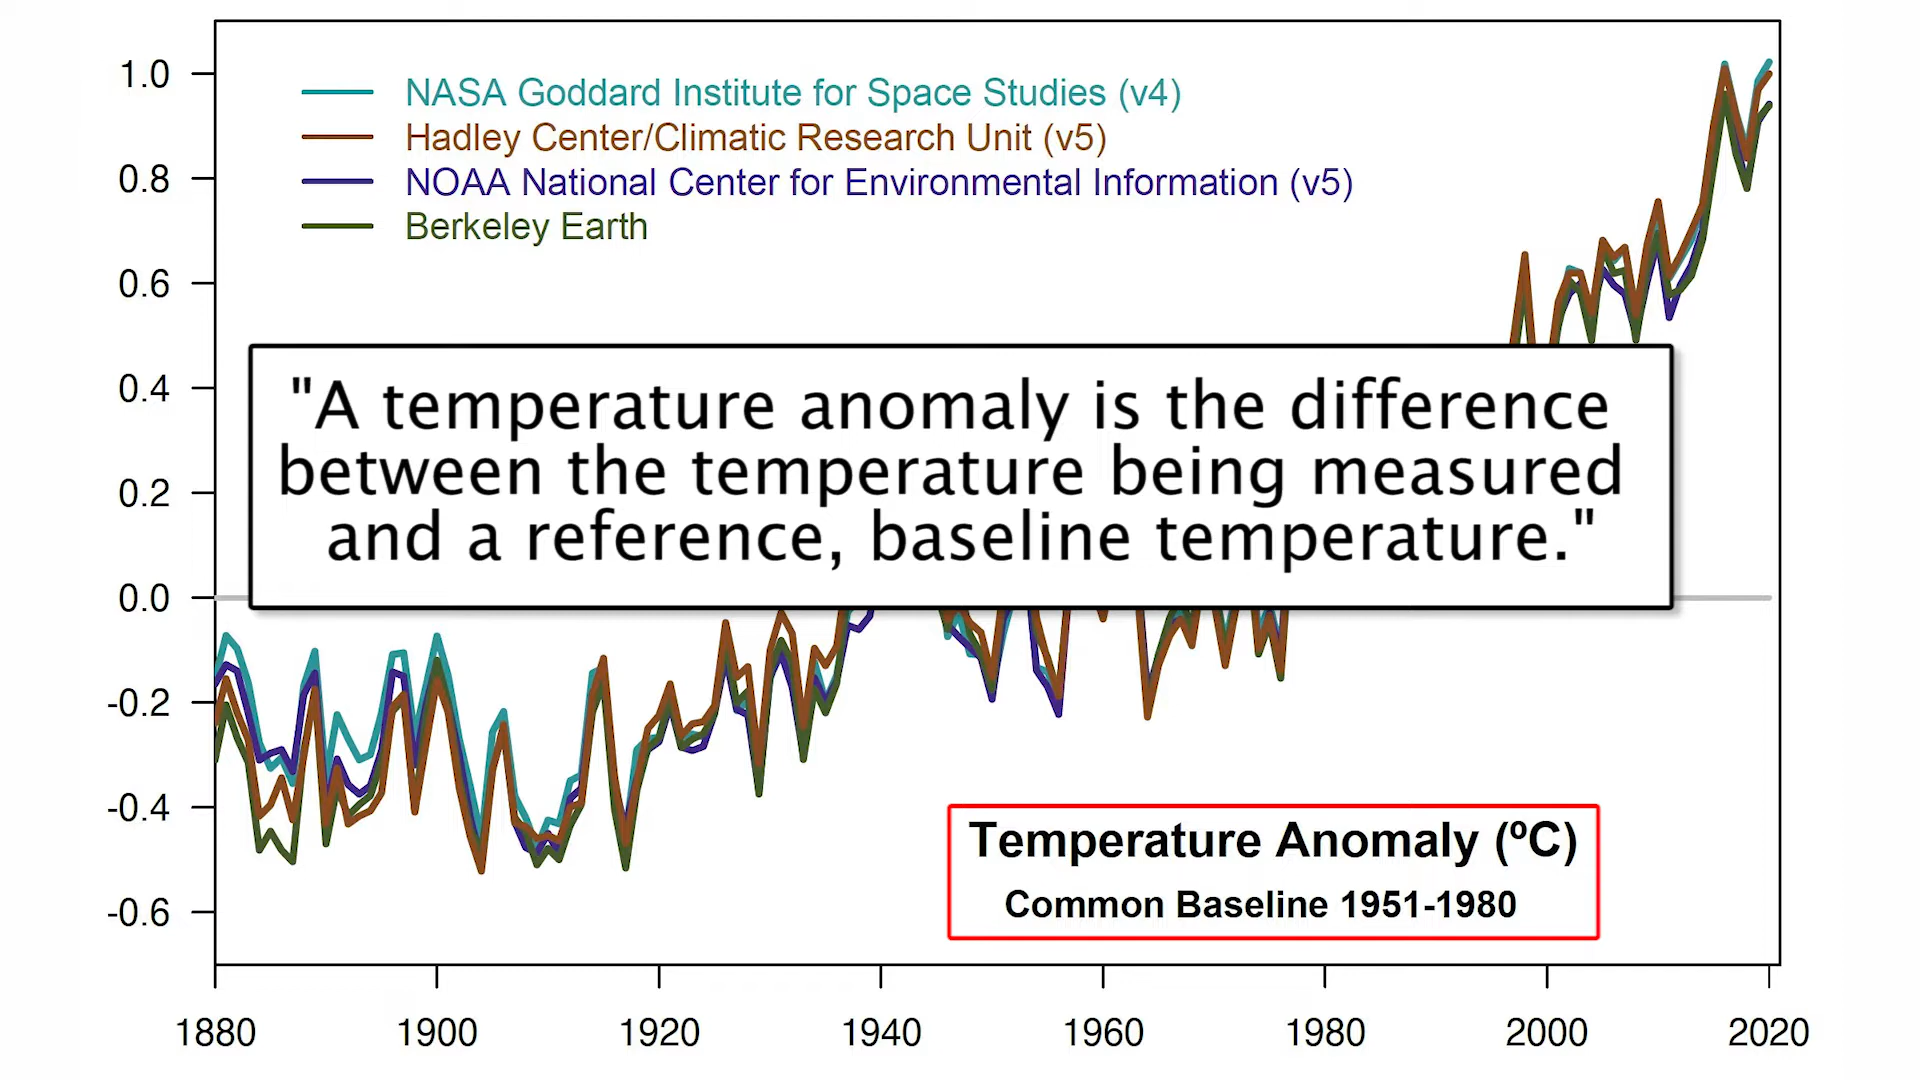 1.0
0.8
0.6
0.4
0.2
0.0
-0.2
-0.4
-0.6
NASA Goddard Institute for Space Studies (v4)
Hadley Center/Climatic Research Unit (v5)
NOAA National Center for Environmental Information (v5)
Berkeley Earth
"A temperature anomaly is the difference
between the temperature being measured
and a reference, baseline temperature."
Temperature Anomaly (ºC)
Common Baseline 1951-1980
1880 1900 1920 1940 1960 1980 2000 2020